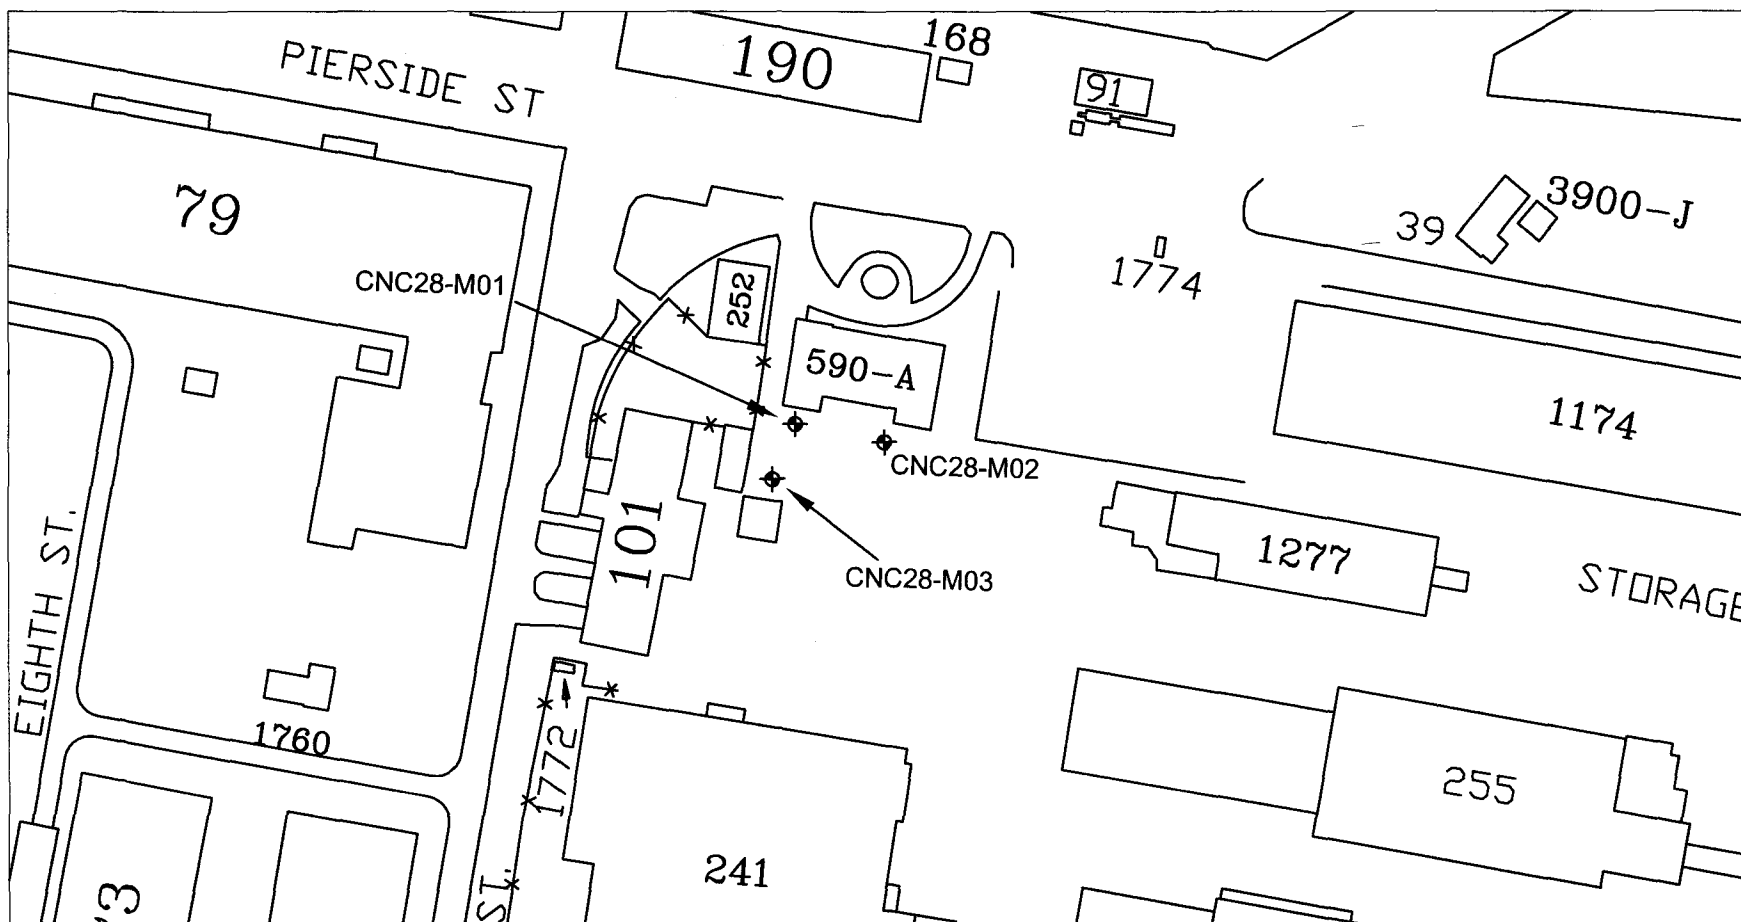 168
190
PIERSIDE ST
91
79
3900-J
39
1774
CNC28-M01
252
590-A
1174
CNC28-M02
101
1277
CNC28-M03
STORAGE
EIGHTH ST.
1760
1772
255
241
ST.